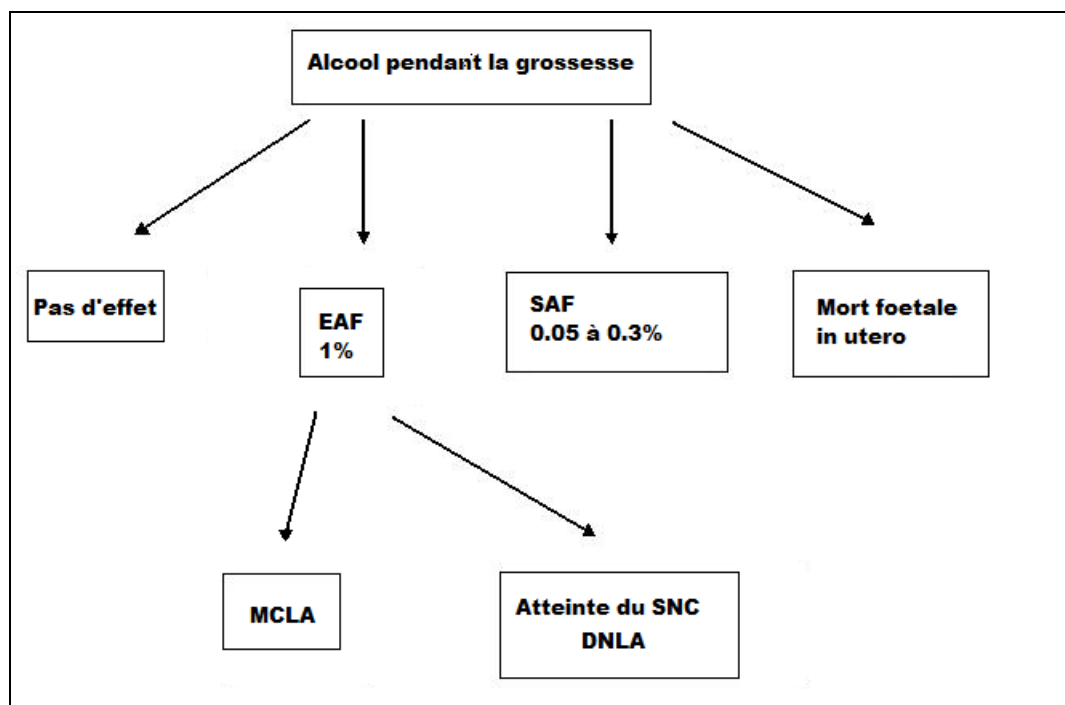 Alcool pendant la grossesse
Pas d'effet
EAF
1%
SAF
0.05 à 0.3%
Mort foetale
in utero
MCLA
Atteinte du SNC
DNLA